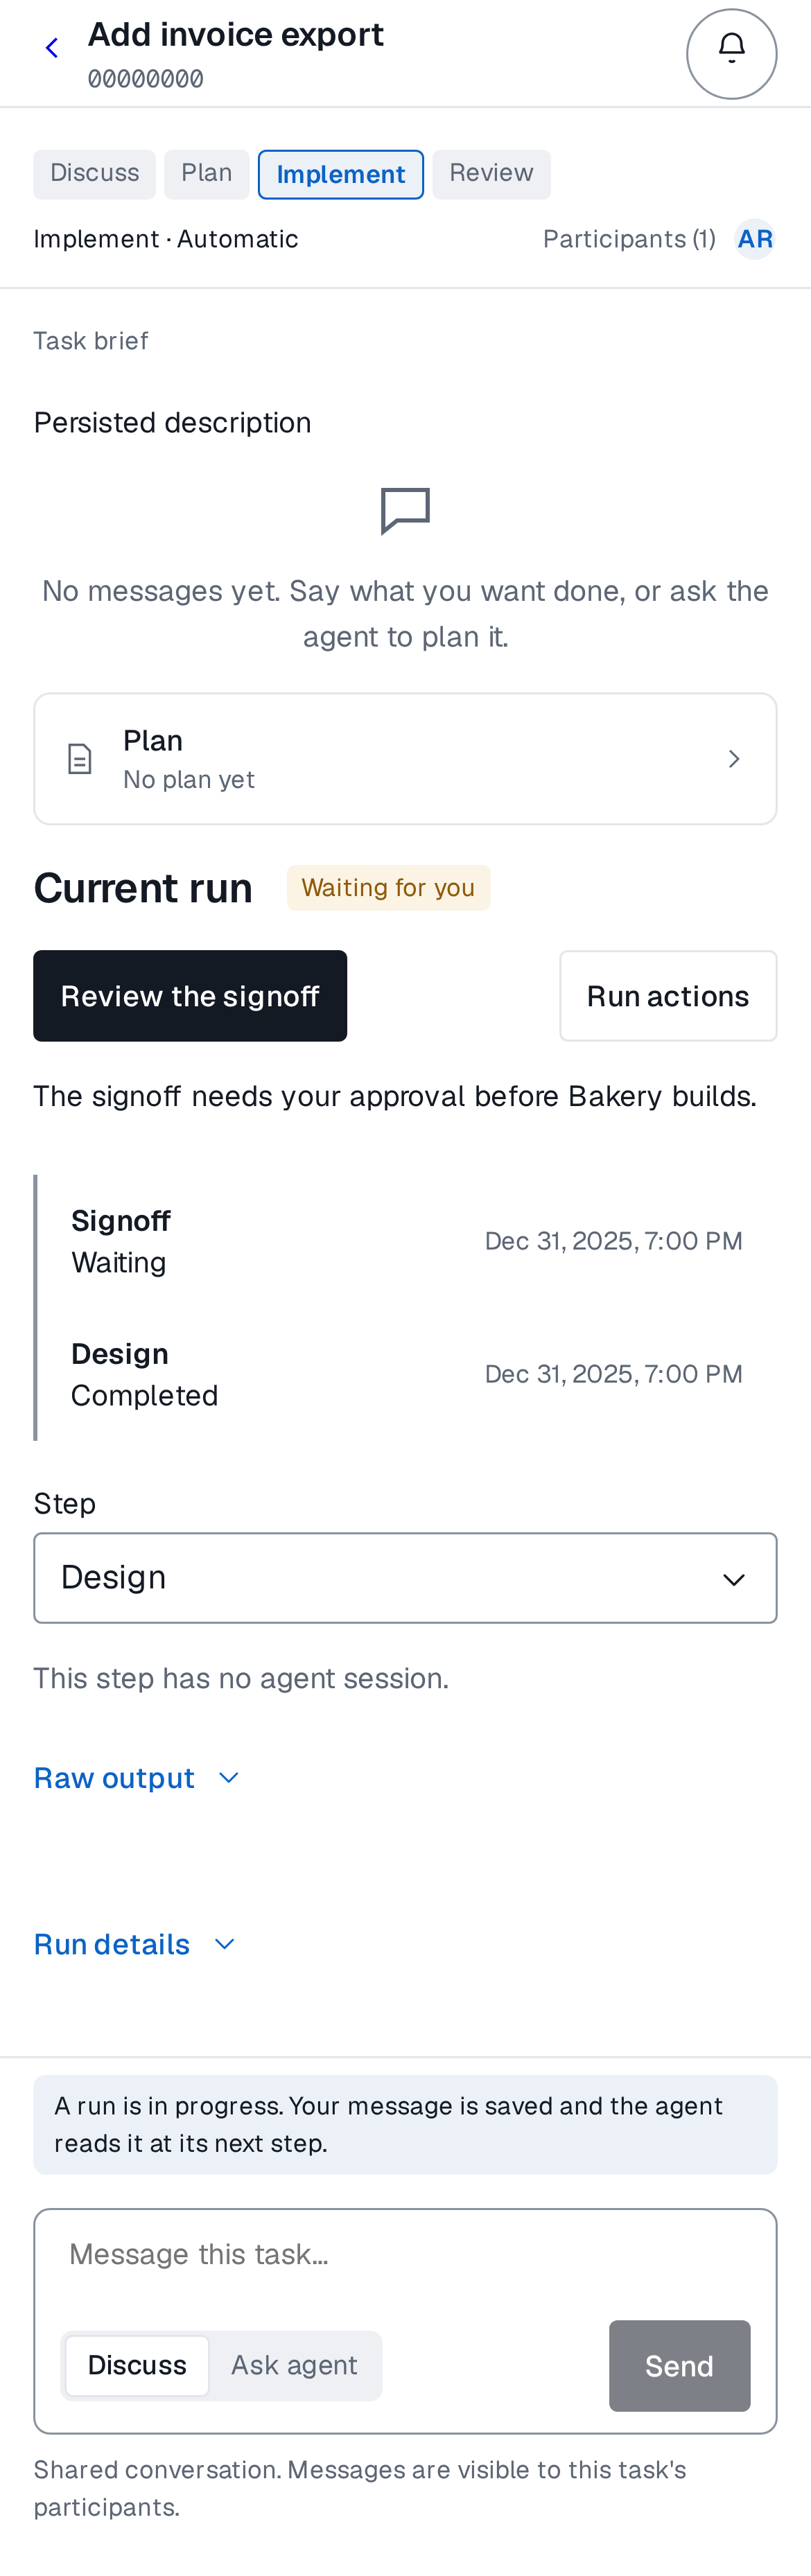 Add invoice export
00000000
Discuss
Plan
Implement
Review
Implement · Automatic
Participants (1)
AR
Task brief
Persisted description
No messages yet. Say what you want done, or ask the
agent to plan it.
Plan
No plan yet
Current run
Waiting for you
Review the signoff
Run actions
The signoff needs your approval before Bakery builds.
Signoff
Waiting
Dec 31, 2025, 7:00 PM
Design
Completed
Dec 31, 2025, 7:00 PM
Step
Design
This step has no agent session.
Raw output
Run details
A run is in progress. Your message is saved and the agent
reads it at its next step.
Message this task...
Discuss
Ask agent
Send
Shared conversation. Messages are visible to this task's
participants.